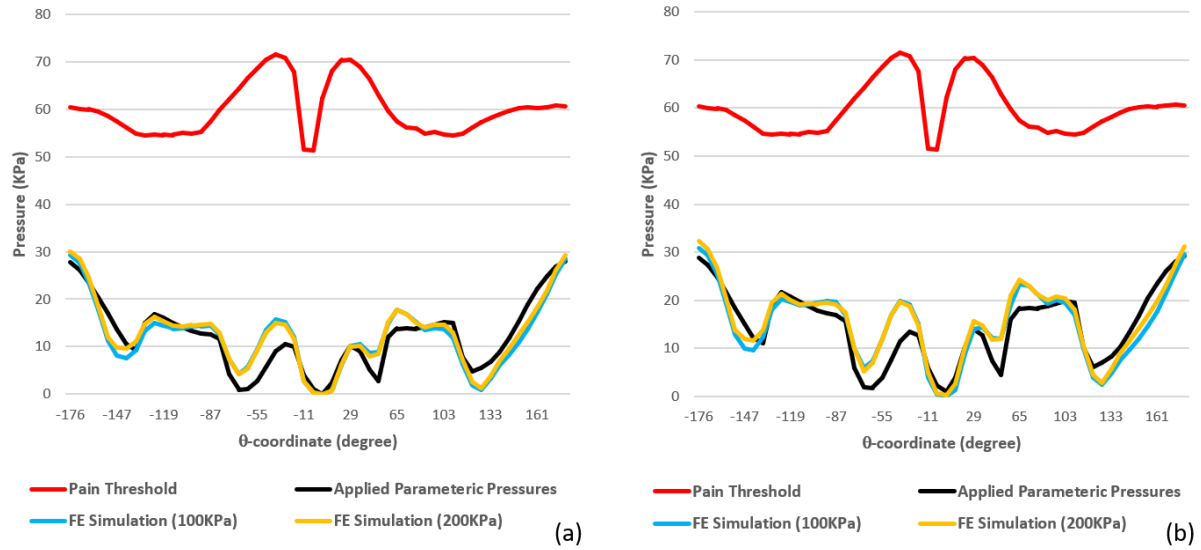 80
70
60
50
40
30
20
10
0
Pressure (KPa)
-176 -147 -119 -87 -55 -11 29 65 103 133 161
θ-coordinate (degree)
Pain Threshold
Applied Parameteric Pressures
FE Simulation (100KPa)
FE Simulation (200KPa)
(a)
80
70
60
50
40
30
20
10
0
Pressure (KPa)
-176 -147 -119 -87 -55 -11 29 65 103 133 161
θ-coordinate (degree)
Pain Threshold
Applied Parameteric Pressures
FE Simulation (100KPa)
FE Simulation (200KPa)
(b)